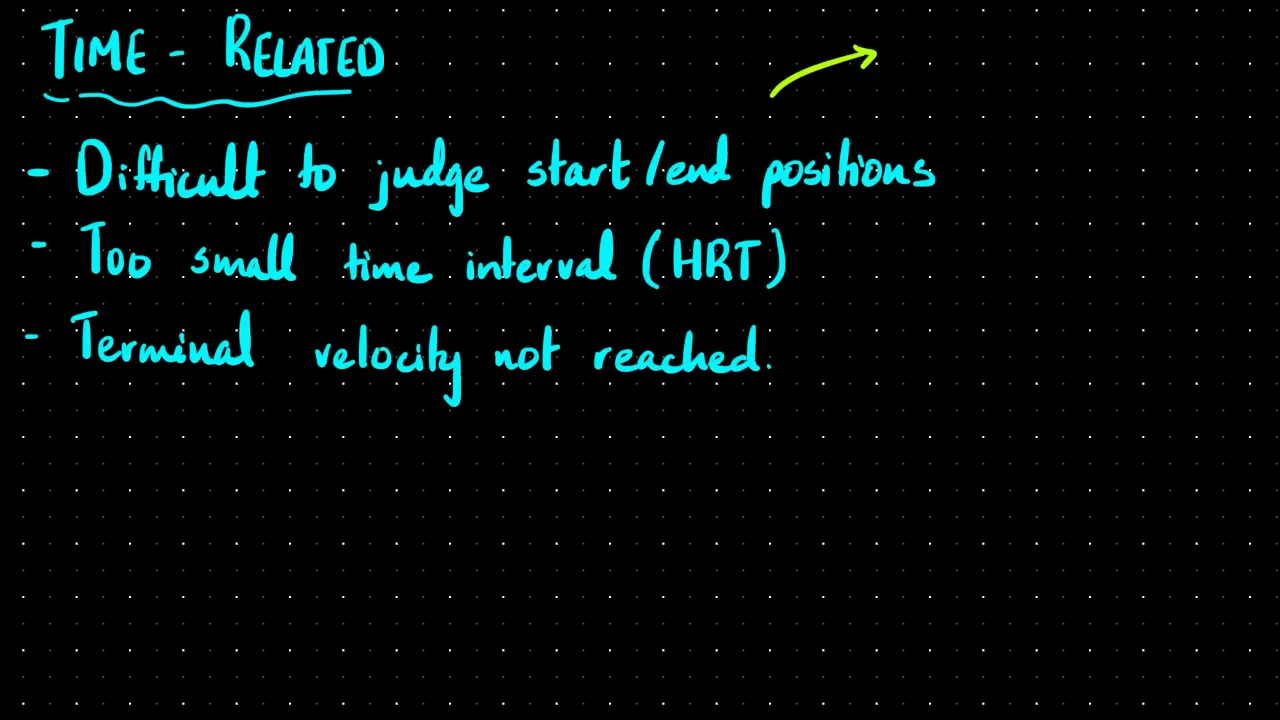 TIME - RELATED
- Difficult to judge start/end positions
- Too small time interval (HRT)
- Terminal velocity not reached.